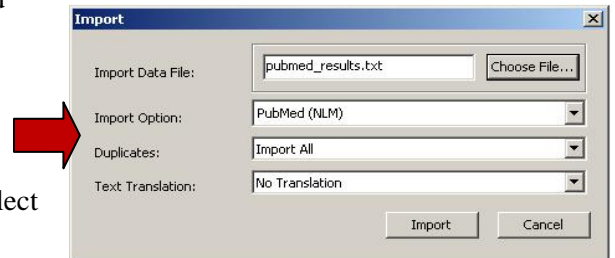 Import
Import Data File: pubmed_results.txt Choose File...
Import Option: PubMed (NLM)
Duplicates: Import All
Text Translation: No Translation
Import Cancel